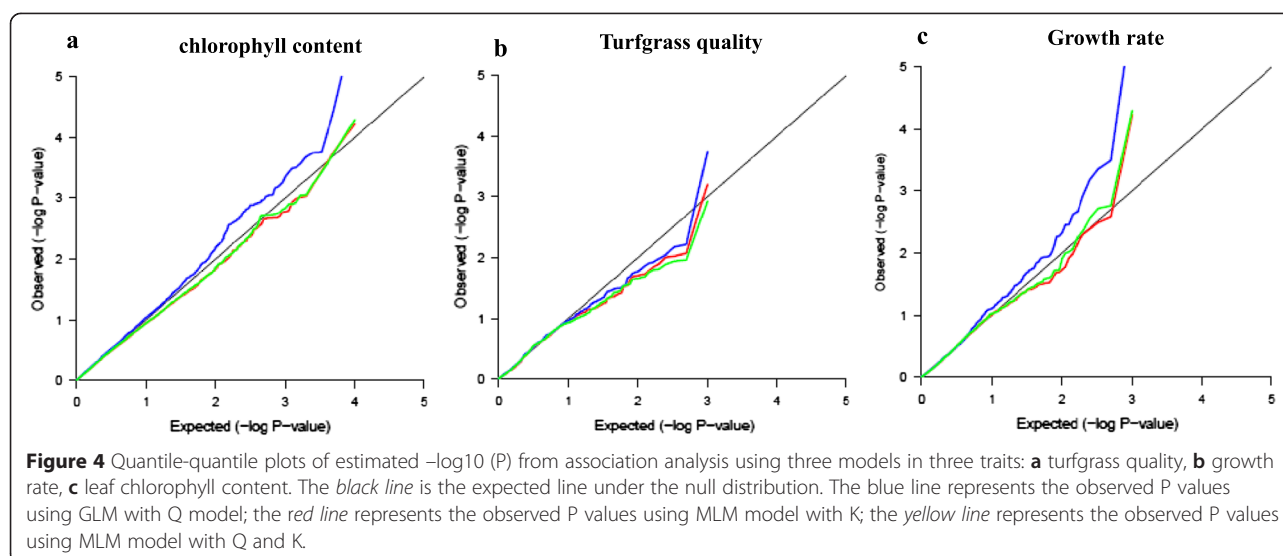 a
chlorophyll content
b
Turfgrass quality
c
Growth rate
Observed (−log P−value)
5
4
3
2
1
0
0 1 2 3 4 5
Expected (−log P−value)
Observed (−log P−value)
5
4
3
2
1
0
0 1 2 3 4 5
Expected (−log P−value)
Observed (−log P−value)
5
4
3
2
1
0
0 1 2 3 4 5
Expected (−log P−value)
Figure 4 Quantile-quantile plots of estimated –log10 (P) from association analysis using three models in three traits: a turfgrass quality, b growth
rate, c leaf chlorophyll content. The black line is the expected line under the null distribution. The blue line represents the observed P values
using GLM with Q model; the red line represents the observed P values using MLM model with K; the yellow line represents the observed P values
using MLM model with Q and K.